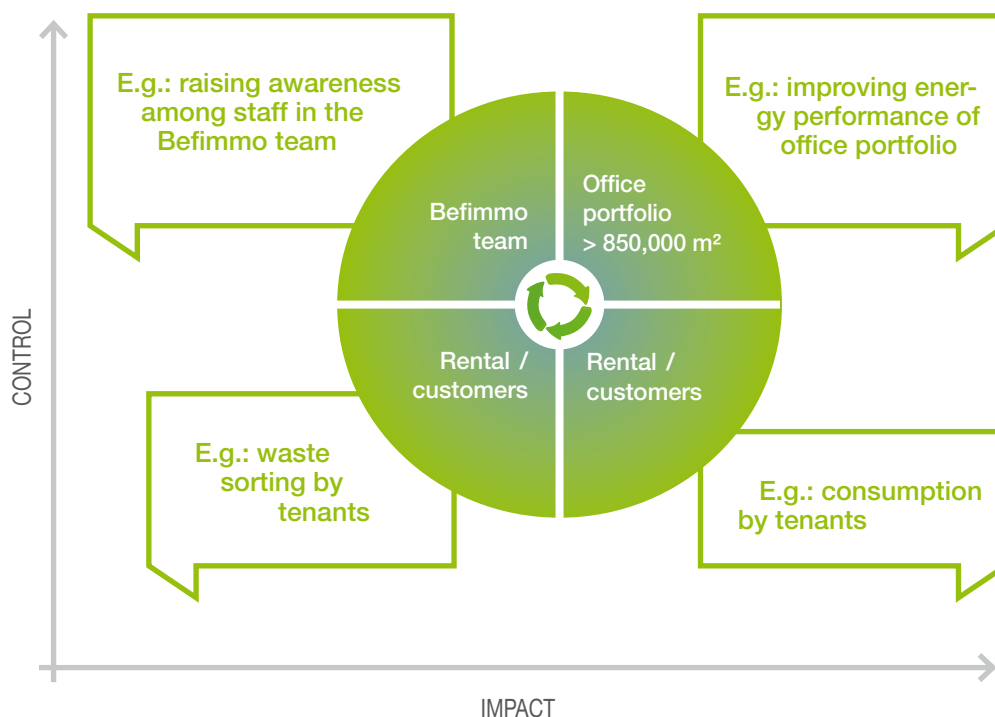 E.g.: raising awareness
among staff in the
Befimmo team
E.g.: improving ener-
gy performance of
office portfolio
Befimmo
team
Office
portfolio
> 850,000 m²
CONTROL
Rental /
customers
Rental /
customers
E.g.: waste
sorting by
tenants
E.g.: consumption
by tenants
IMPACT